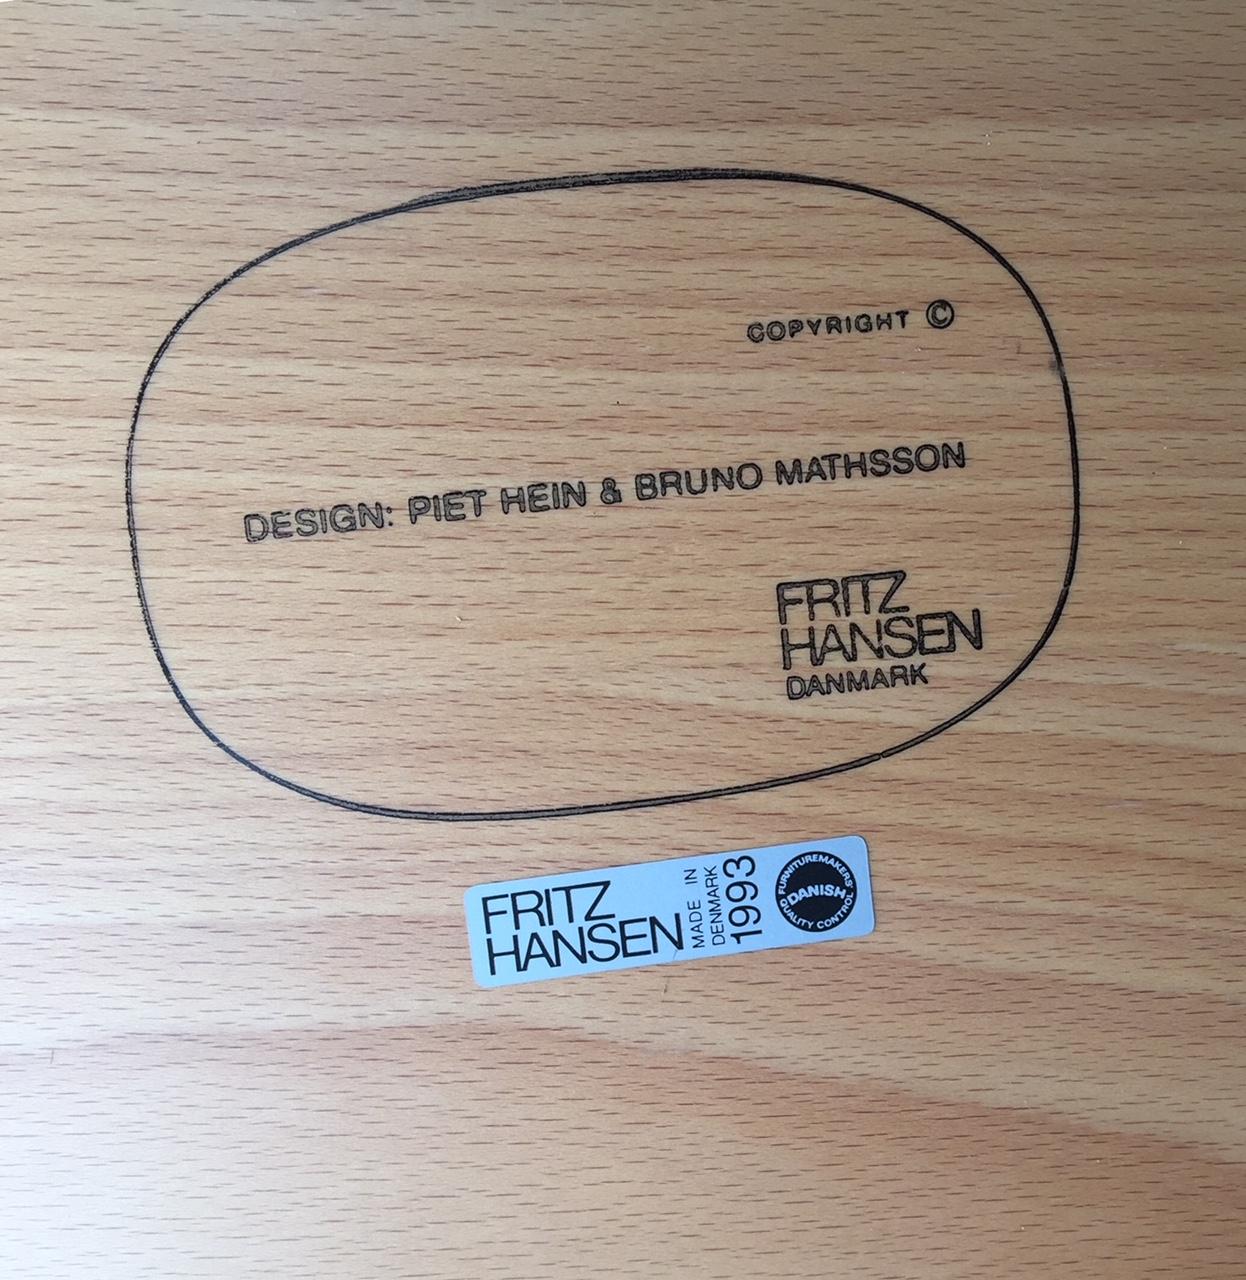 COPYRIGHT ©
DESIGN: PIET HEIN & BRUNO MATHSSON
FRITZ
HANSEN
DANMARK
FRITZ
HANSEN
MADE IN
DENMARK
1993
FURNITUREMAKERS'
DANISH
QUALITY CONTROL